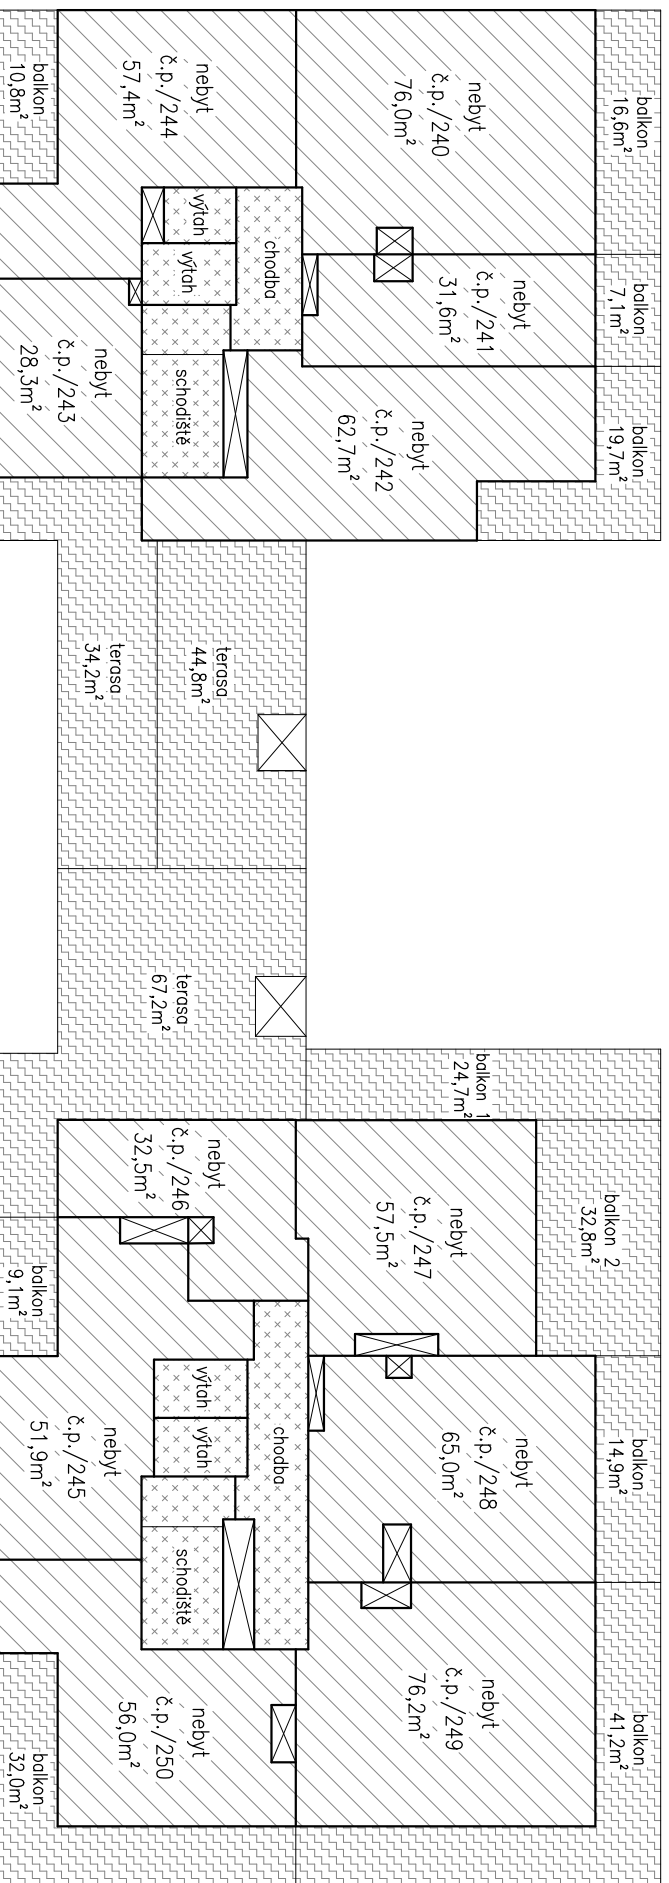 balkon
16,6m²
balkon
7,1m²
balkon
19,7m²
nebyt
č.p./240
76,0m²
nebyt
č.p./241
31,6m²
nebyt
č.p./242
62,7m²
nebyt
č.p./244
57,4m²
balkon
10,8m²
nebyt
č.p./243
28,3m²
výtah
výtah
chodba
schodiště
terasa
44,8m²
terasa
34,2m²
terasa
67,2m²
balkon 1
24,7m²
balkon 2
32,8m²
balkon
14,9m²
balkon
41,2m²
nebyt
č.p./247
57,5m²
nebyt
č.p./248
65,0m²
nebyt
č.p./249
76,2m²
nebyt
č.p./246
32,5m²
balkon
9,1m²
nebyt
č.p./245
51,9m²
výtah
výtah
chodba
schodiště
nebyt
č.p./250
56,0m²
balkon
32,0m²